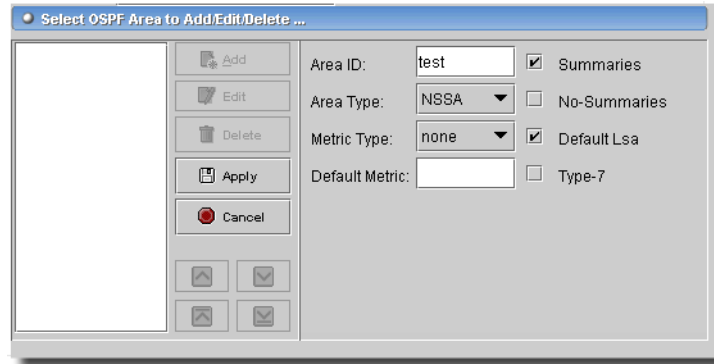 Select OSPF Area to Add/Edit/Delete ...
Add
Edit
Delete
Apply
Cancel
Area ID: test Summaries
Area Type: NSSA No-Summaries
Metric Type: none Default Lsa
Default Metric: Type-7